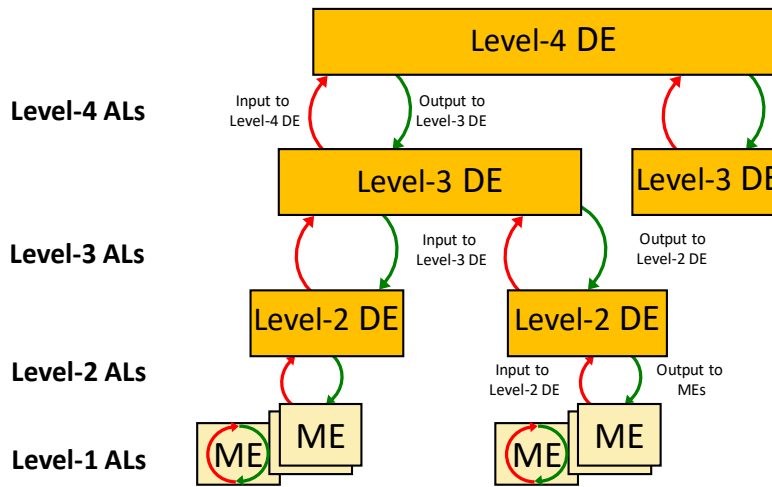 Level-4 DE
Level-4 ALs
Input to
Level-4 DE
Output to
Level-3 DE
Level-3 DE
Level-3 DE
Level-3 ALs
Input to
Level-3 DE
Output to
Level-2 DE
Level-2 DE
Level-2 DE
Level-2 ALs
Input to
Level-2 DE
Output to
MEs
ME
ME
ME
ME
Level-1 ALs